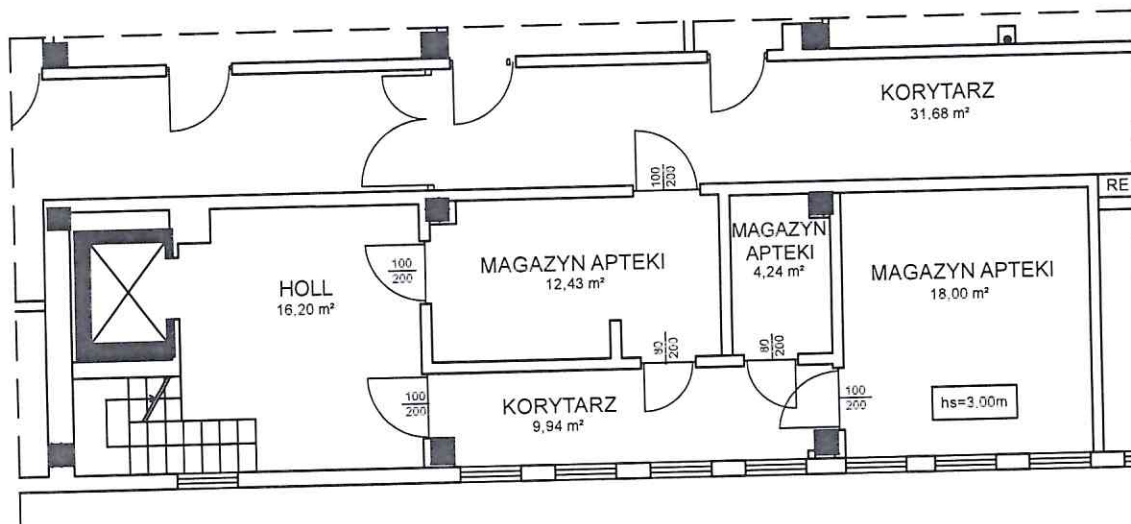 KORYTARZ
31,68 m²
100
200
RE
MAGAZYN
APTEKI
4,24 m²
MAGAZYN APTEKI
12,43 m²
MAGAZYN APTEKI
18,00 m²
HOLL
16,20 m²
100
200
80
200
80
200
100
200
KORYTARZ
9,94 m²
100
200
hs=3.00m